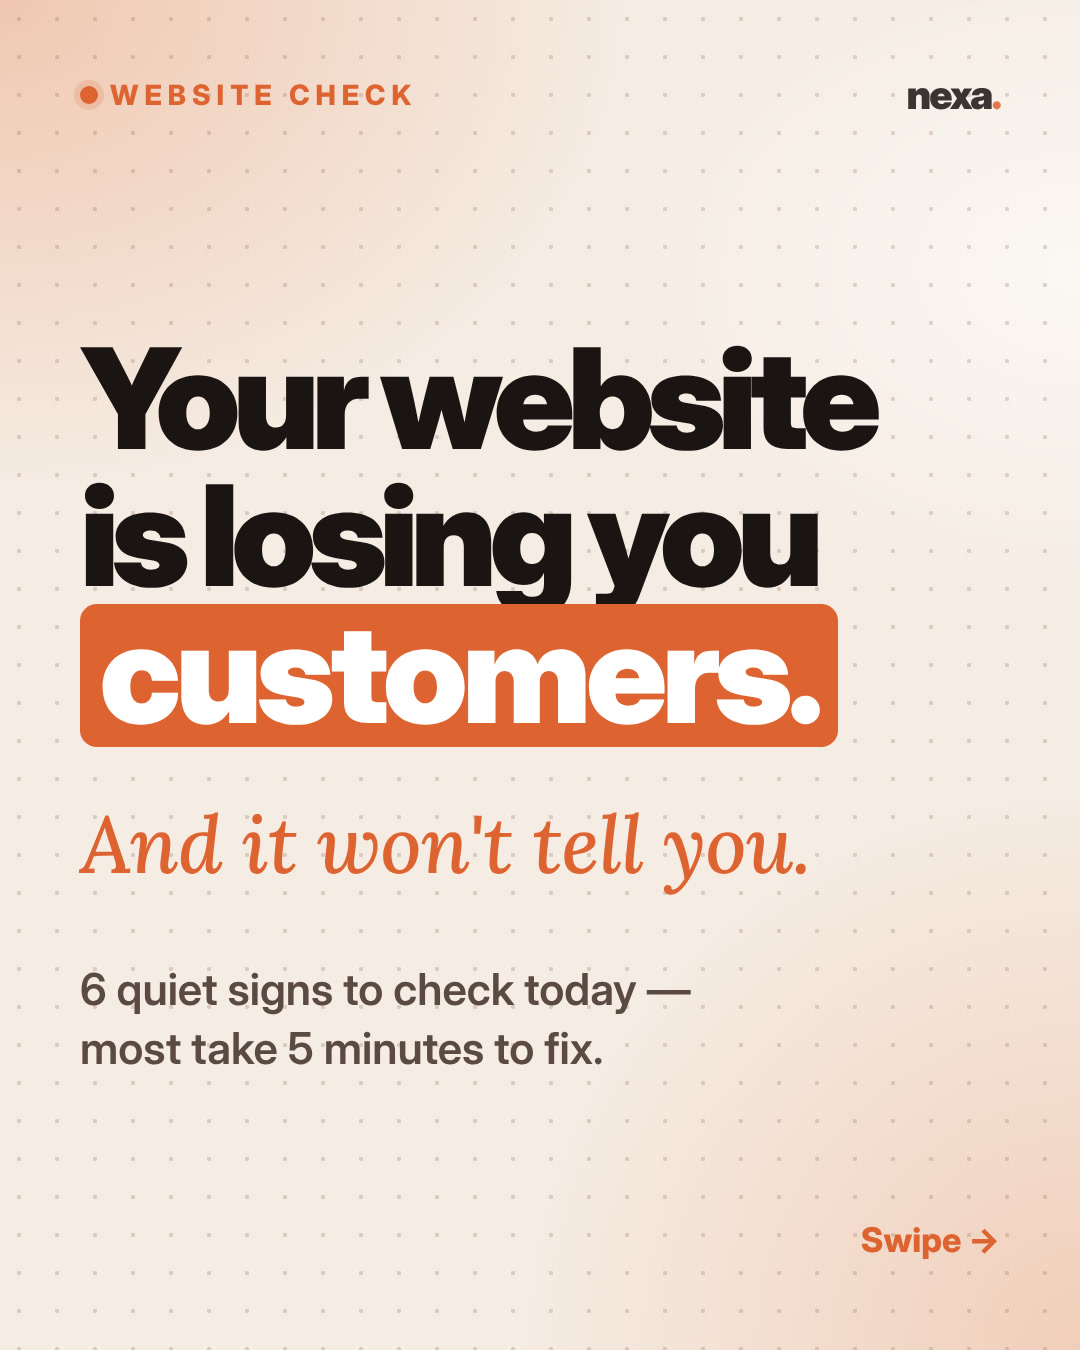 WEBSITE CHECK
nexa.
Your website
is losing you
customers.
And it won't tell you.
6 quiet signs to check today —
most take 5 minutes to fix.
Swipe →